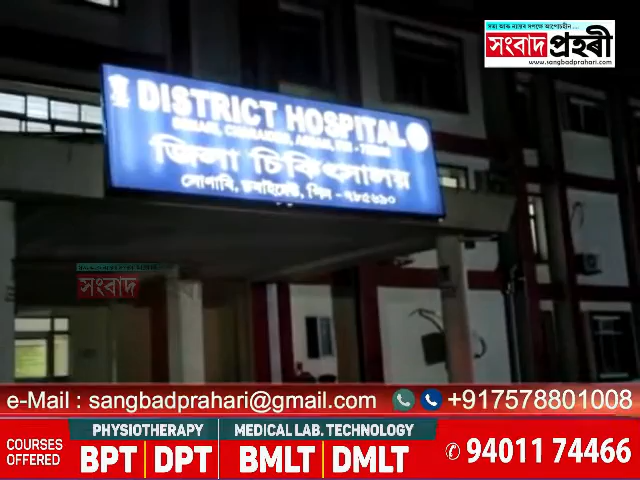 সংবাদ প্ৰহৰী
www.sangbadprahari.com
DISTRICT HOSPITAL
জিলা চিকিৎসালয়
পিন - ৭৮৫৬৯০
সংবাদ
e-Mail : sangbadprahari@gmail.com +917578801008
COURSES OFFERED
PHYSIOTHERAPY MEDICAL LAB. TECHNOLOGY
BPT DPT BMLT DMLT
94011 74466